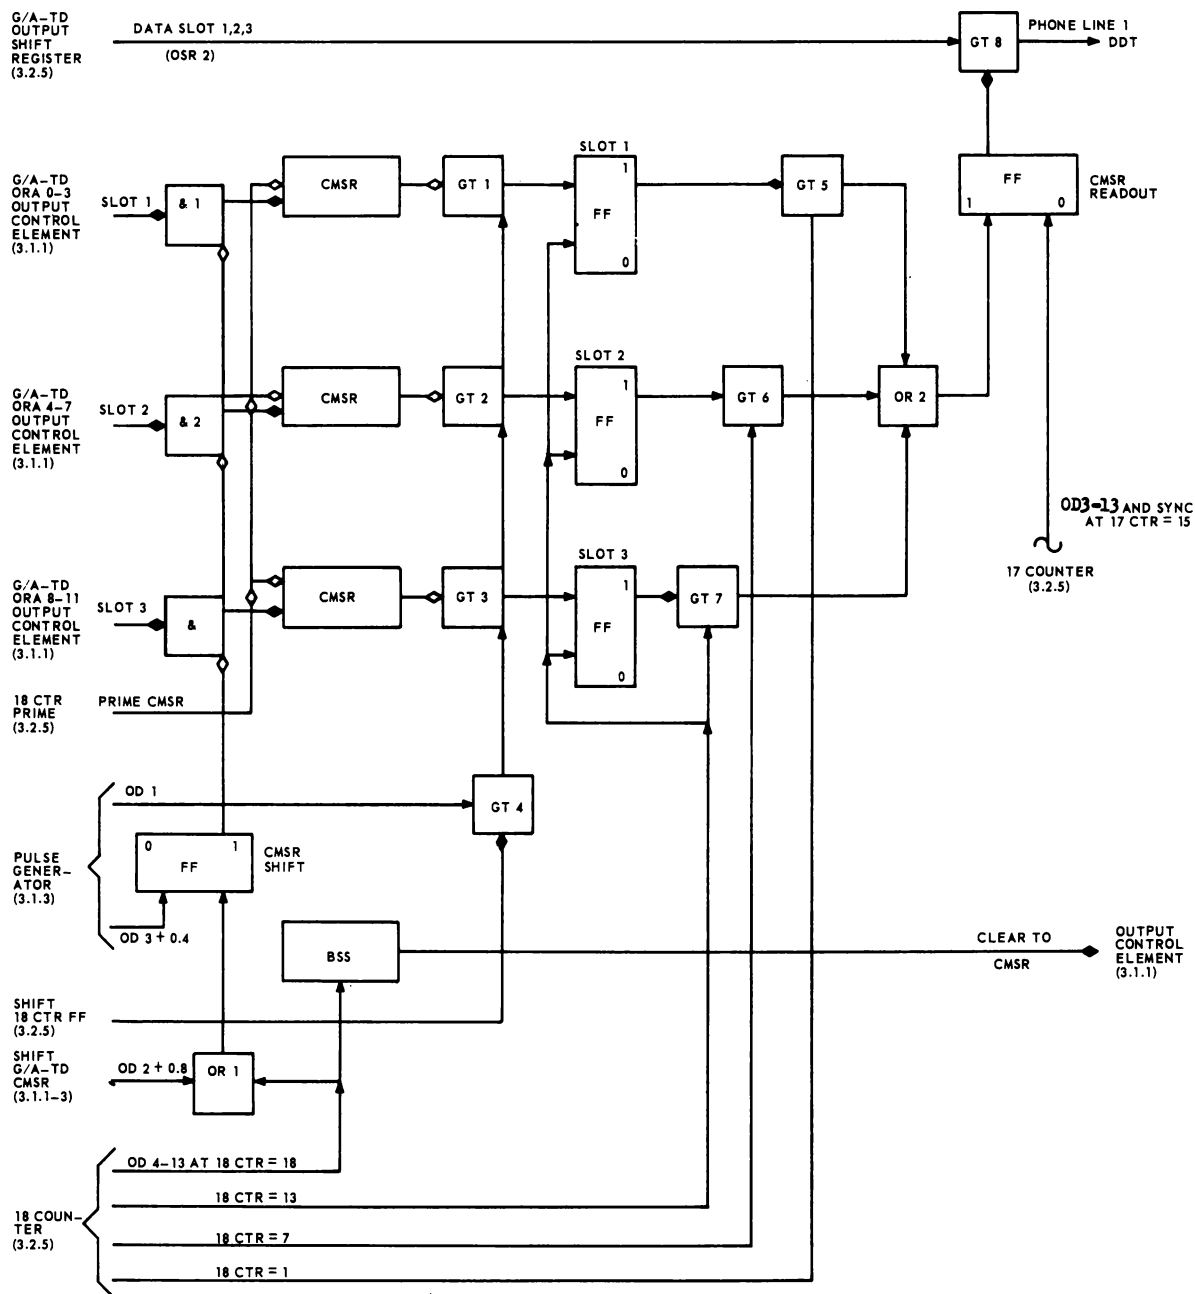 G/A-TD
OUTPUT
SHIFT
REGISTER
(3.2.5)
DATA SLOT 1,2,3
(OSR 2)
GT 8
PHONE LINE 1
DDT
G/A-TD
ORA 0-3
OUTPUT
CONTROL
ELEMENT
(3.1.1)
SLOT 1
& 1
CMSR
GT 1
SLOT 1
1
FF
0
GT 5
FF
1 0
CMSR
READOUT
G/A-TD
ORA 4-7
OUTPUT
CONTROL
ELEMENT
(3.1.1)
SLOT 2
& 2
CMSR
GT 2
SLOT 2
1
FF
0
GT 6
OR 2
OD3-13 AND SYNC
AT 17 CTR = 15
17 COUNTER
(3.2.5)
G/A-TD
ORA 8-11
OUTPUT
CONTROL
ELEMENT
(3.1.1)
SLOT 3
&
CMSR
GT 3
SLOT 3
1
FF
0
GT 7
18 CTR
PRIME
(3.2.5)
PRIME CMSR
PULSE
GENER-
ATOR
(3.1.3)
OD 1
GT 4
0 1
FF
CMSR
SHIFT
OD 3 + 0.4
BSS
CLEAR TO
CMSR
OUTPUT
CONTROL
ELEMENT
(3.1.1)
SHIFT
18 CTR FF
(3.2.5)
SHIFT
G/A-TD
CMSR
(3.1.1-3)
OD 2 + 0.8
OR 1
18 COUN-
TER
(3.2.5)
OD 4-13 AT 18 CTR = 18
18 CTR = 13
18 CTR = 7
18 CTR = 1